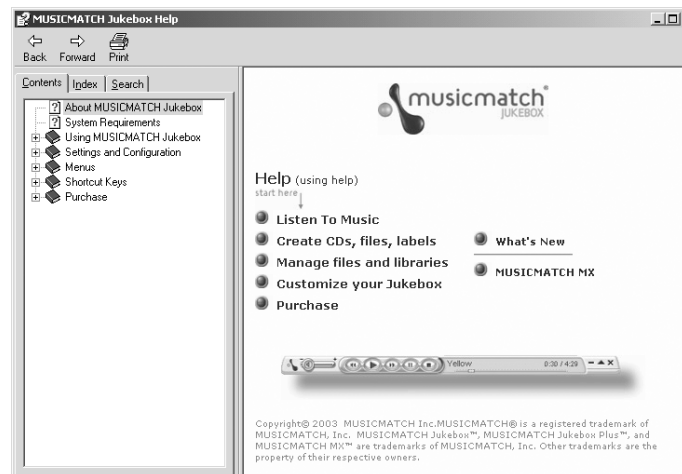 MUSICMATCH Jukebox Help
Back Forward Print
Contents Index Search
About MUSICMATCH Jukebox
System Requirements
Using MUSICMATCH Jukebox
Settings and Configuration
Menus
Shortcut Keys
Purchase
musicmatch®
JUKEBOX
Help (using help)
start here
Listen To Music
Create CDs, files, labels
Manage files and libraries
Customize your Jukebox
Purchase
What's New
MUSICMATCH MX
Yellow 0:30 / 4:29
Copyright© 2003 MUSICMATCH Inc.MUSICMATCH® is a registered trademark of
MUSICMATCH, Inc. MUSICMATCH Jukebox™, MUSICMATCH Jukebox Plus™, and
MUSICMATCH MX™ are trademarks of MUSICMATCH, Inc. Other trademarks are the
property of their respective owners.